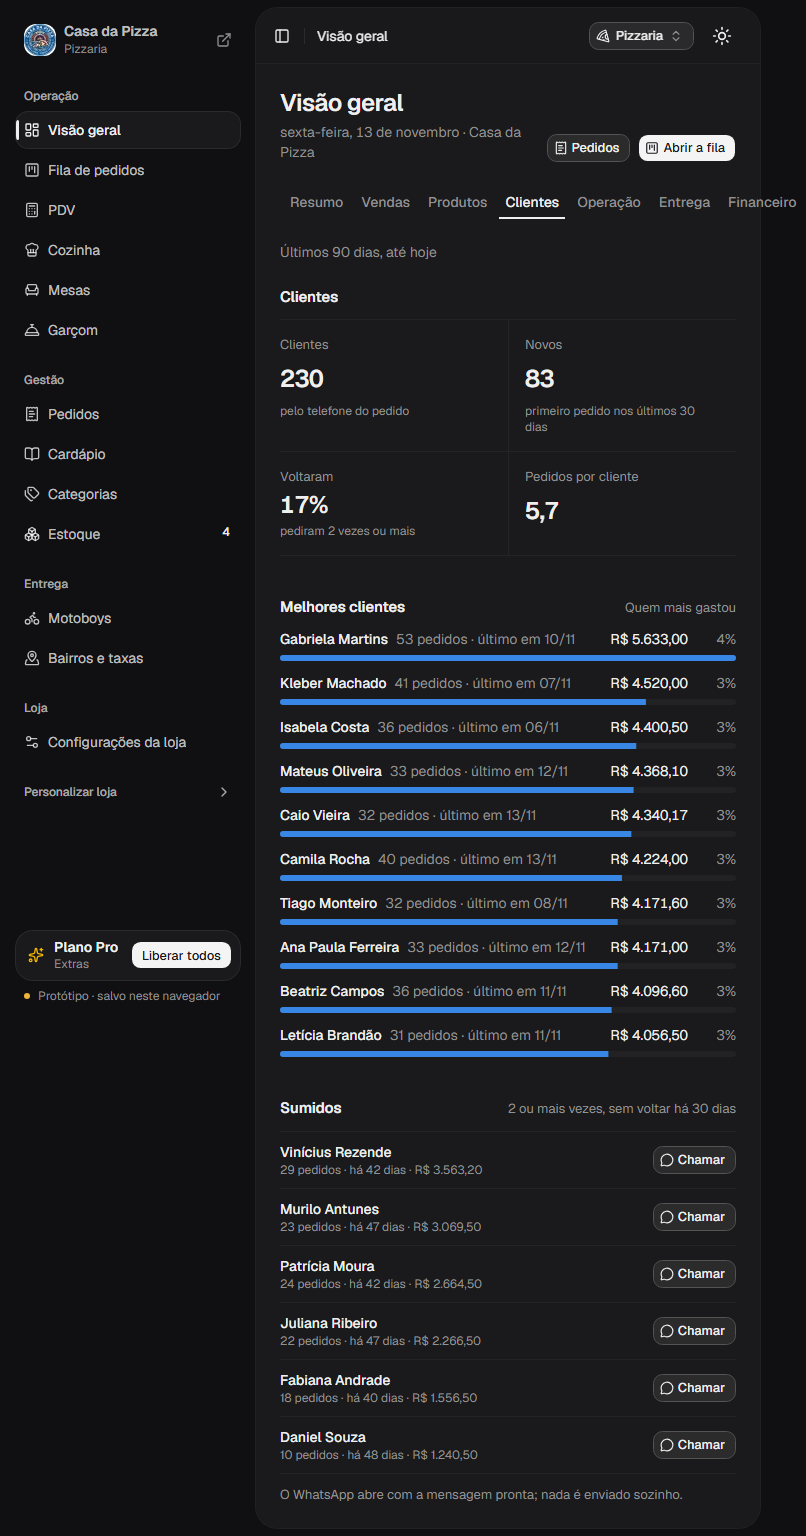 Casa da Pizza
Pizzaria
Operação
Visão geral
Fila de pedidos
PDV
Cozinha
Mesas
Garçom
Gestão
Pedidos
Cardápio
Categorias
Estoque 4
Entrega
Motoboys
Bairros e taxas
Loja
Configurações da loja
Personalizar loja
Plano Pro
Extras
Liberar todos
Protótipo · salvo neste navegador
Visão geral
Pizzaria
Visão geral
sexta-feira, 13 de novembro · Casa da
Pizza
Pedidos
Abrir a fila
Resumo Vendas Produtos Clientes Operação Entrega Financeiro
Últimos 90 dias, até hoje
Clientes
Clientes
230
pelo telefone do pedido
Novos
83
primeiro pedido nos últimos 30
dias
Voltaram
17%
pediram 2 vezes ou mais
Pedidos por cliente
5,7
Melhores clientes Quem mais gastou
Gabriela Martins 53 pedidos · último em 10/11 R$ 5.633,00 4%
Kleber Machado 41 pedidos · último em 07/11 R$ 4.520,00 3%
Isabela Costa 36 pedidos · último em 06/11 R$ 4.400,50 3%
Mateus Oliveira 33 pedidos · último em 12/11 R$ 4.368,10 3%
Caio Vieira 32 pedidos · último em 13/11 R$ 4.340,17 3%
Camila Rocha 40 pedidos · último em 13/11 R$ 4.224,00 3%
Tiago Monteiro 32 pedidos · último em 08/11 R$ 4.171,60 3%
Ana Paula Ferreira 33 pedidos · último em 12/11 R$ 4.171,00 3%
Beatriz Campos 36 pedidos · último em 11/11 R$ 4.096,60 3%
Letícia Brandão 31 pedidos · último em 11/11 R$ 4.056,50 3%
Sumidos 2 ou mais vezes, sem voltar há 30 dias
Vinícius Rezende
29 pedidos · há 42 dias · R$ 3.563,20
Chamar
Murilo Antunes
23 pedidos · há 47 dias · R$ 3.069,50
Chamar
Patrícia Moura
24 pedidos · há 42 dias · R$ 2.664,50
Chamar
Juliana Ribeiro
22 pedidos · há 47 dias · R$ 2.266,50
Chamar
Fabiana Andrade
18 pedidos · há 40 dias · R$ 1.556,50
Chamar
Daniel Souza
10 pedidos · há 48 dias · R$ 1.240,50
Chamar
O WhatsApp abre com a mensagem pronta; nada é enviado sozinho.